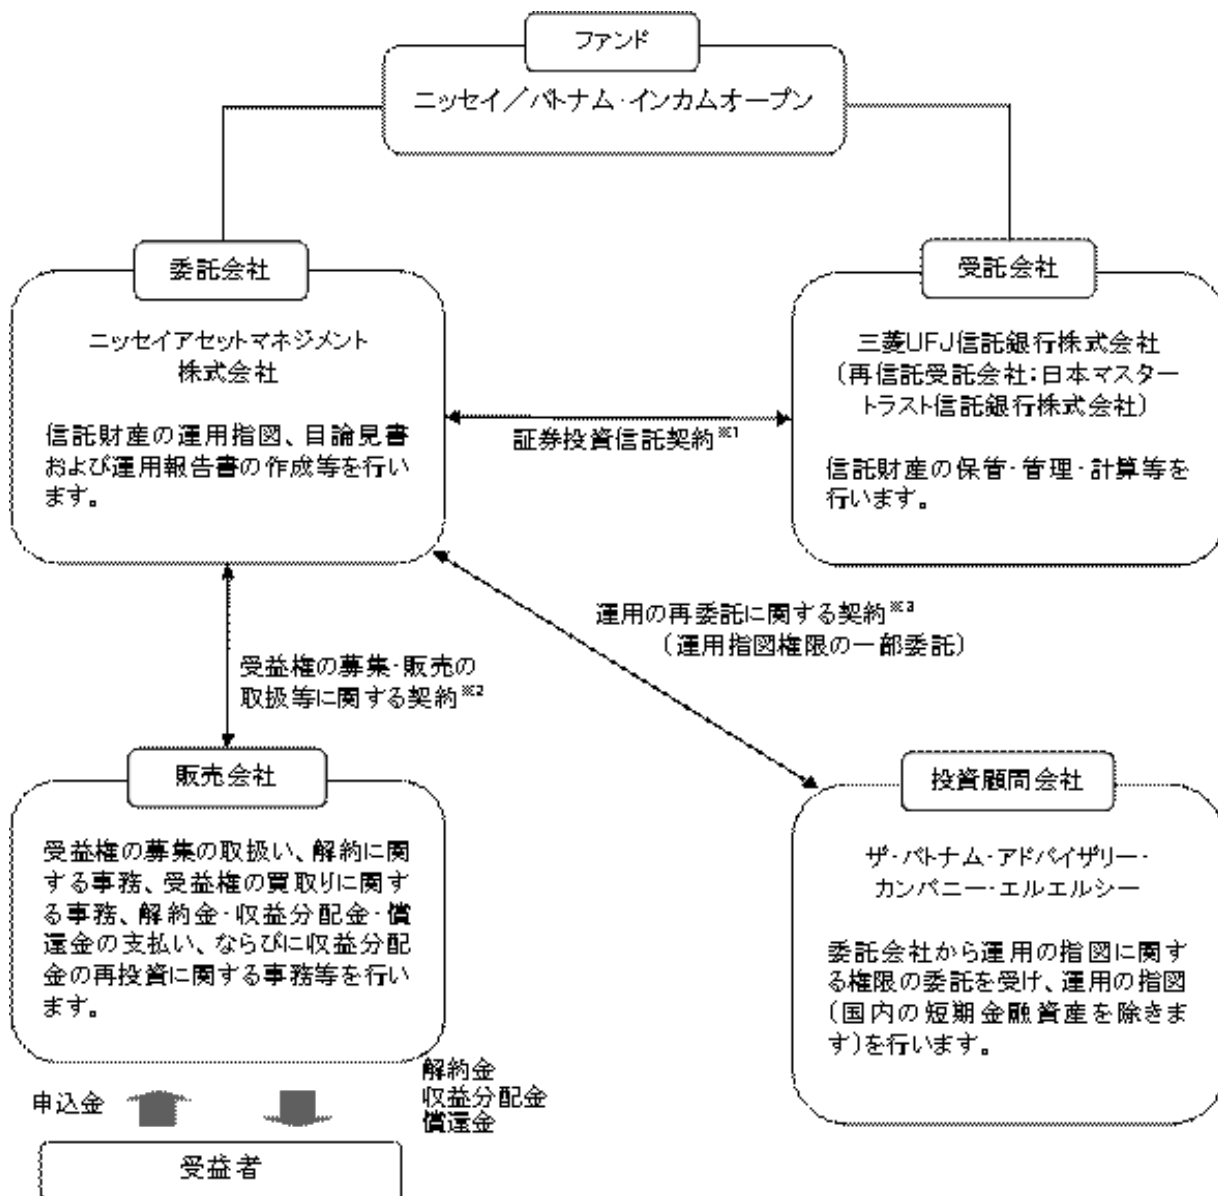 ファンド
ニッセイ／パトナム・インカムオープン
委託会社
ニッセイアセットマネジメント
株式会社
信託財産の運用指図、目論見書
および運用報告書の作成等を行い
ます。
受託会社
三菱UFJ信託銀行株式会社
（再信託受託会社：日本マスター
トラスト信託銀行株式会社）
信託財産の保管・管理・計算等を
行います。
証券投資信託契約※1
運用の再委託に関する契約※3
（運用指図権限の一部委託）
受益権の募集・販売の
取扱等に関する契約※2
販売会社
受益権の募集の取扱い、解約に関
する事務、受益権の買取りに関す
る事務、解約金・収益分配金・償
還金の支払い、ならびに収益分配
金の再投資に関する事務等を行い
ます。
投資顧問会社
ザ・パトナム・アドバイザリー・
カンパニー・エルエルシー
委託会社から運用の指図に関す
る権限の委託を受け、運用の指図
（国内の短期金融資産を除きま
す）を行います。
申込金
解約金
収益分配金
償還金
受益者